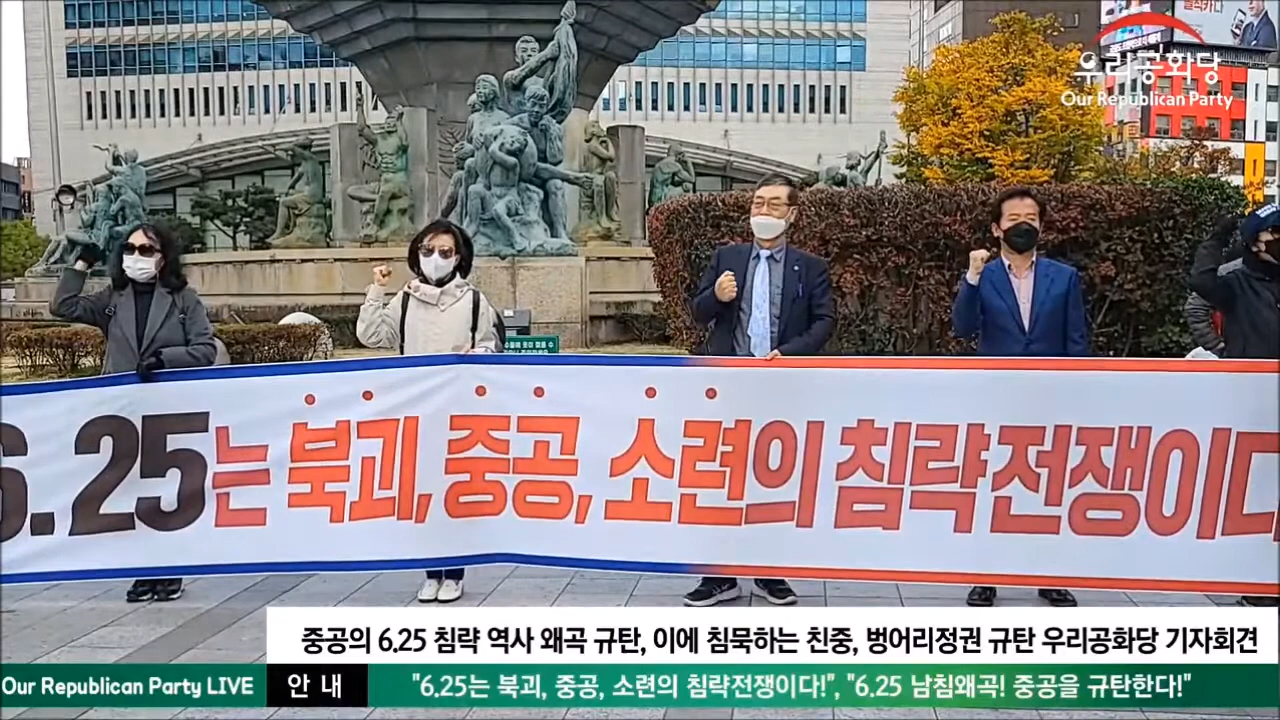 우리공화당
Our Republican Party
6.25는 북괴, 중공, 소련의 침략전쟁이다
중공의 6.25 침략 역사 왜곡 규탄, 이에 침묵하는 친중, 벙어리정권 규탄 우리공화당 기자회견
Our Republican Party LIVE
안 내
"6.25는 북괴, 중공, 소련의 침략전쟁이다!", "6.25 남침왜곡! 중공을 규탄한다!"